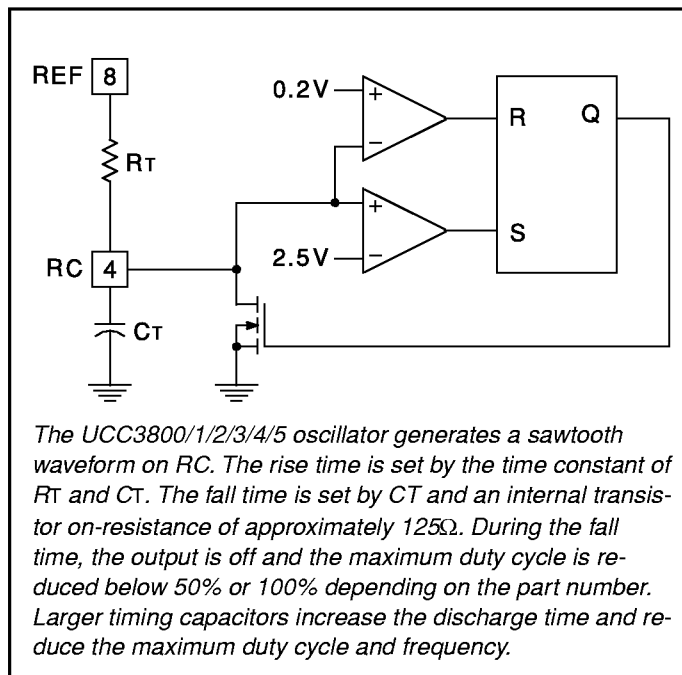 REF 8
0.2V
+
−
R
Q
RT
+
−
S
RC 4
2.5V
CT
The UCC3800/1/2/3/4/5 oscillator generates a sawtooth
waveform on RC. The rise time is set by the time constant of
RT and CT. The fall time is set by CT and an internal transis-
tor on-resistance of approximately 125Ω. During the fall
time, the output is off and the maximum duty cycle is re-
duced below 50% or 100% depending on the part number.
Larger timing capacitors increase the discharge time and re-
duce the maximum duty cycle and frequency.